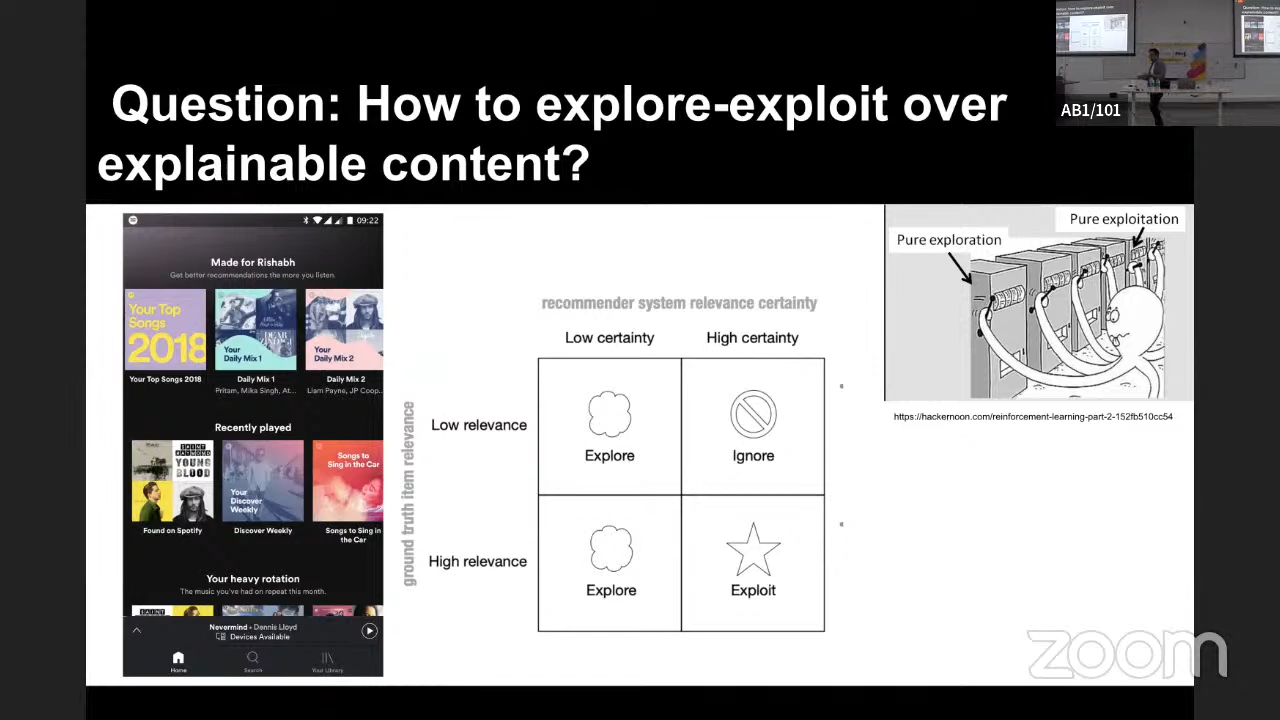 Question: How to explore-exploit over
explainable content?
AB1/101
09:22
Made for Rishabh
Get better recommendations the more you listen.
Your Top
Songs
2018
Your
Daily Mix 1
Your
Daily Mix 2
Your Top Songs 2018
Daily Mix 1
Daily Mix 2
Pritam, Mika Singh, At...
Liam Payne, JP Coop...
Recently played
YOUNG
BLOOD
Your
Discover
Weekly
Songs to
Sing in the Car
Found on Spotify
Discover Weekly
Songs to Sing in
the Car
Your heavy rotation
The music you've had on repeat this month.
Nevermind • Dennis Lloyd
Devices Available
Home
Search
Your Library
recommender system relevance certainty
Low certainty
High certainty
ground truth item relevance
Low relevance
Explore
Ignore
High relevance
Explore
Exploit
Pure exploration
Pure exploitation
https://hackernoon.com/reinforcement-learning-part-2-152fb510cc54
zoom